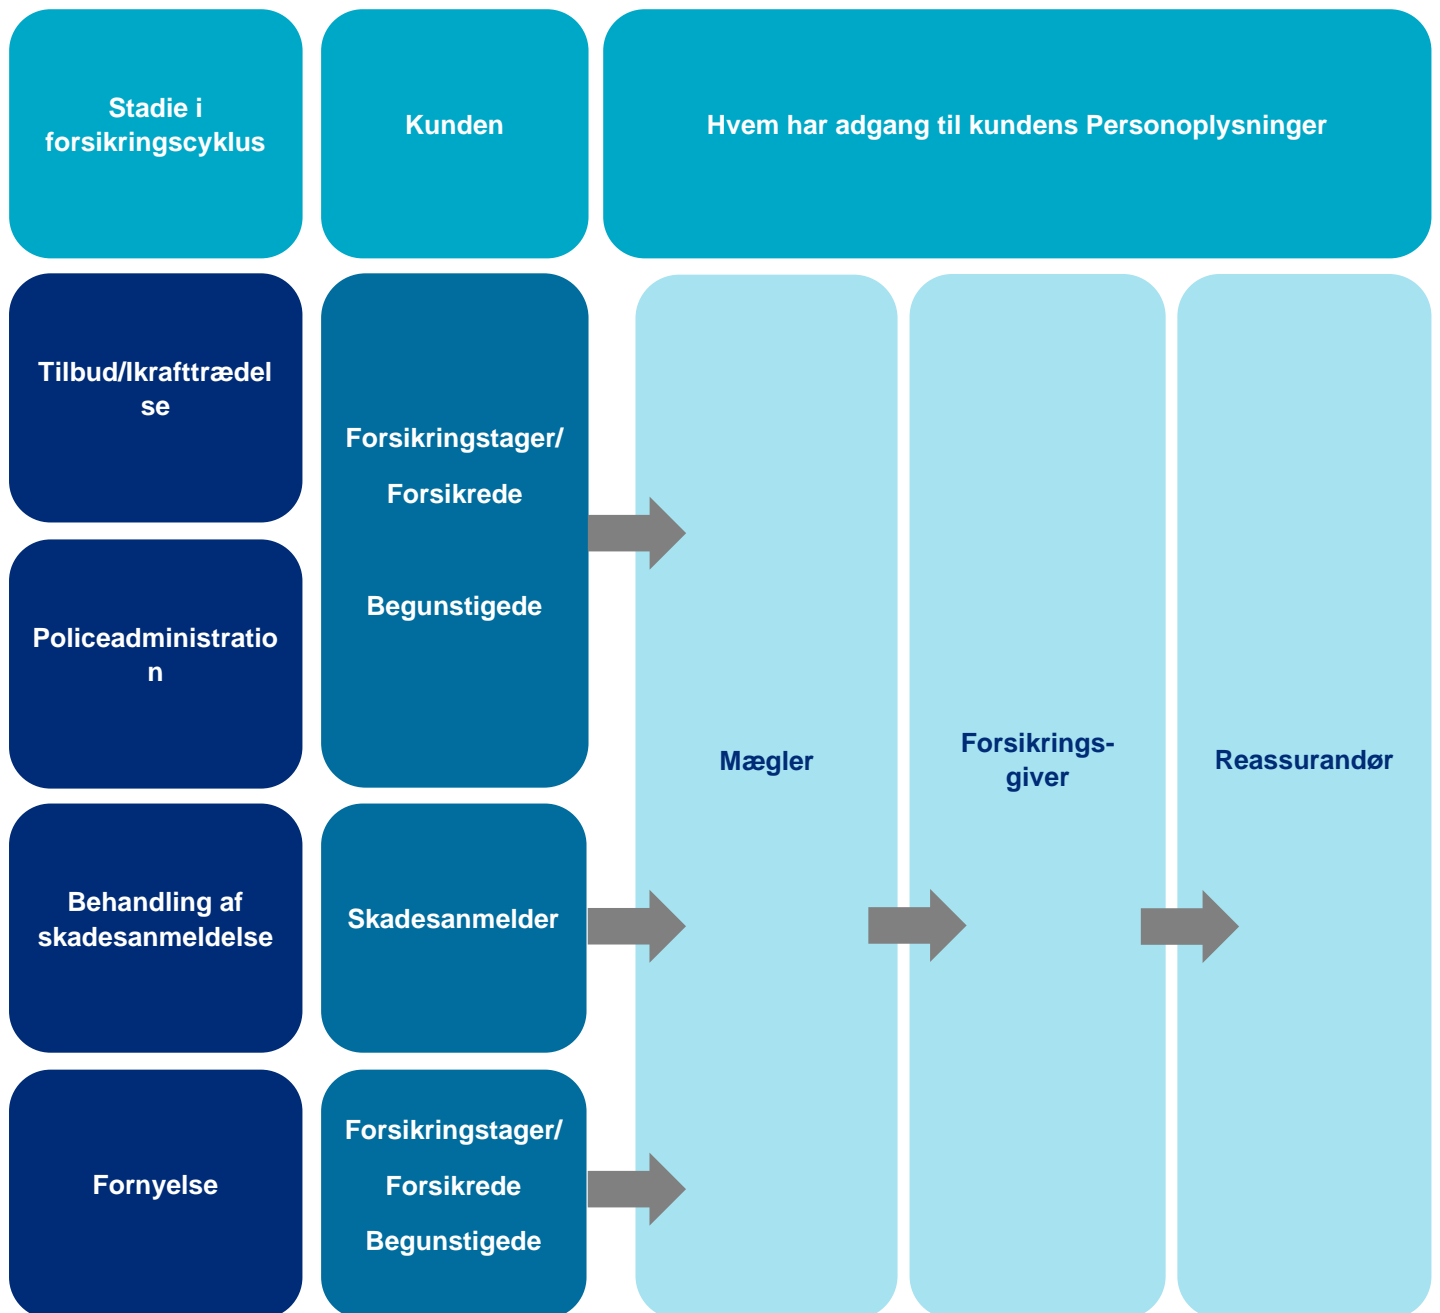 Stadie i
forsikringscyklus
Kunden
Hvem har adgang til kundens Personoplysninger
Tilbud/Ikrafttrædel
se
Policeadministratio
n
Behandling af
skadesanmeldelse
Fornyelse
Forsikringstager/
Forsikrede
Begunstigede
Skadesanmelder
Forsikringstager/
Forsikrede
Begunstigede
Mægler
Forsikrings-
giver
Reassurandør